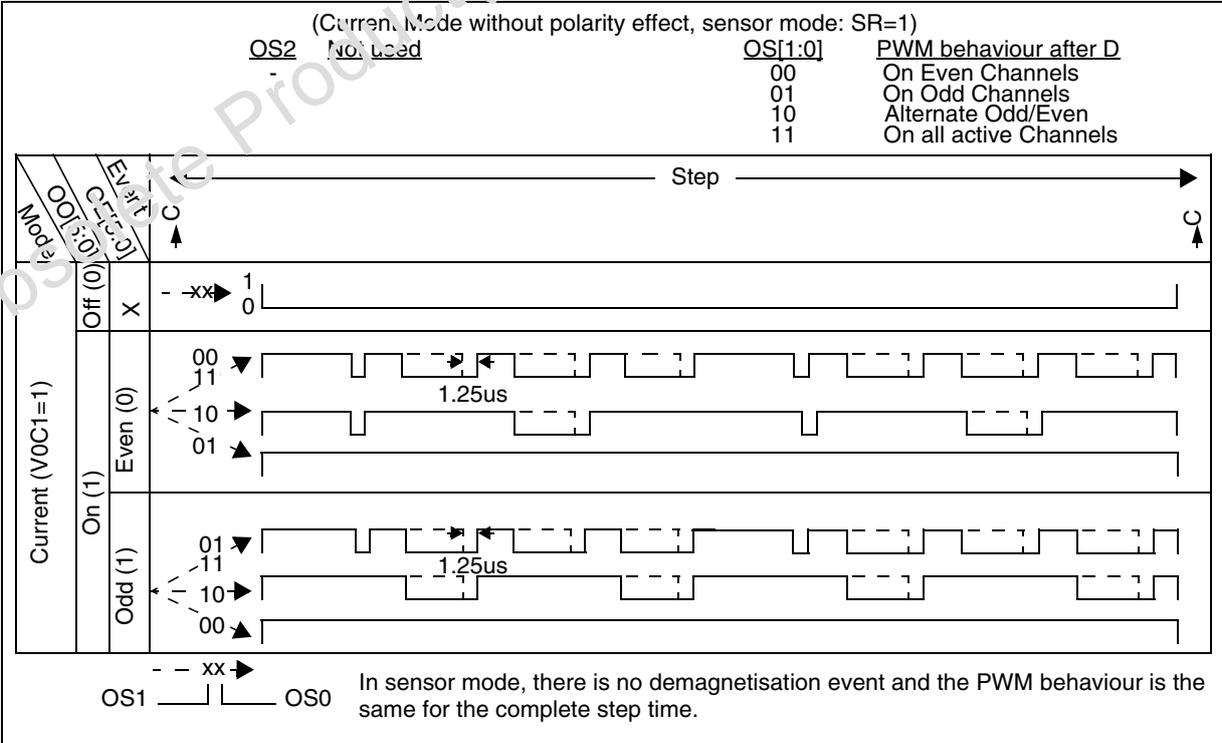 (Current Mode without polarity effect, sensor mode: SR=1)
OS2 Not used
-
OS[1:0] PWM behaviour after D
00 On Even Channels
01 On Odd Channels
10 Alternate Odd/Even
11 On all active Channels
Mode
OO[5:0]
Event
Step
C
C
Current (V0C1=1)
Off (0)
X
xx
1
0
On (1)
Even (0)
00
11
1.25us
10
01
Odd (1)
01
11
1.25us
10
00
xx
OS1
OS0
In sensor mode, there is no demagnetisation event and the PWM behaviour is the
same for the complete step time.